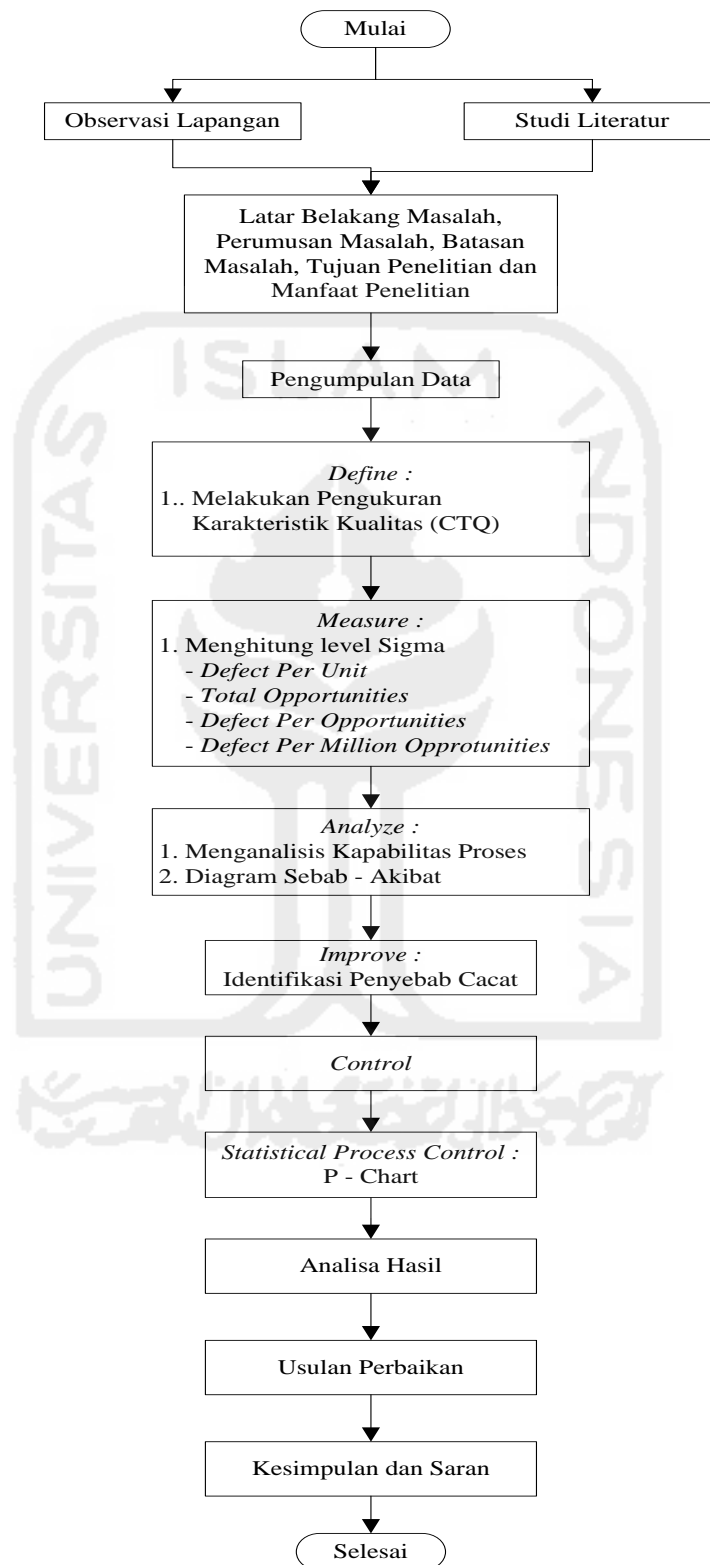 Mulai
Observasi Lapangan
Studi Literatur
Latar Belakang Masalah,
Perumusan Masalah, Batasan
Masalah, Tujuan Penelitian dan
Manfaat Penelitian
Pengumpulan Data
Define :
1.. Melakukan Pengukuran
Karakteristik Kualitas (CTQ)
Measure :
1. Menghitung level Sigma
- Defect Per Unit
- Total Opportunities
- Defect Per Opportunities
- Defect Per Million Opprotunities
Analyze :
1. Menganalisis Kapabilitas Proses
2. Diagram Sebab - Akibat
Improve :
Identifikasi Penyebab Cacat
Control
Statistical Process Control :
P - Chart
Analisa Hasil
Usulan Perbaikan
Kesimpulan dan Saran
Selesai
UNIVERSITAS
ISLAM
INDONESIA